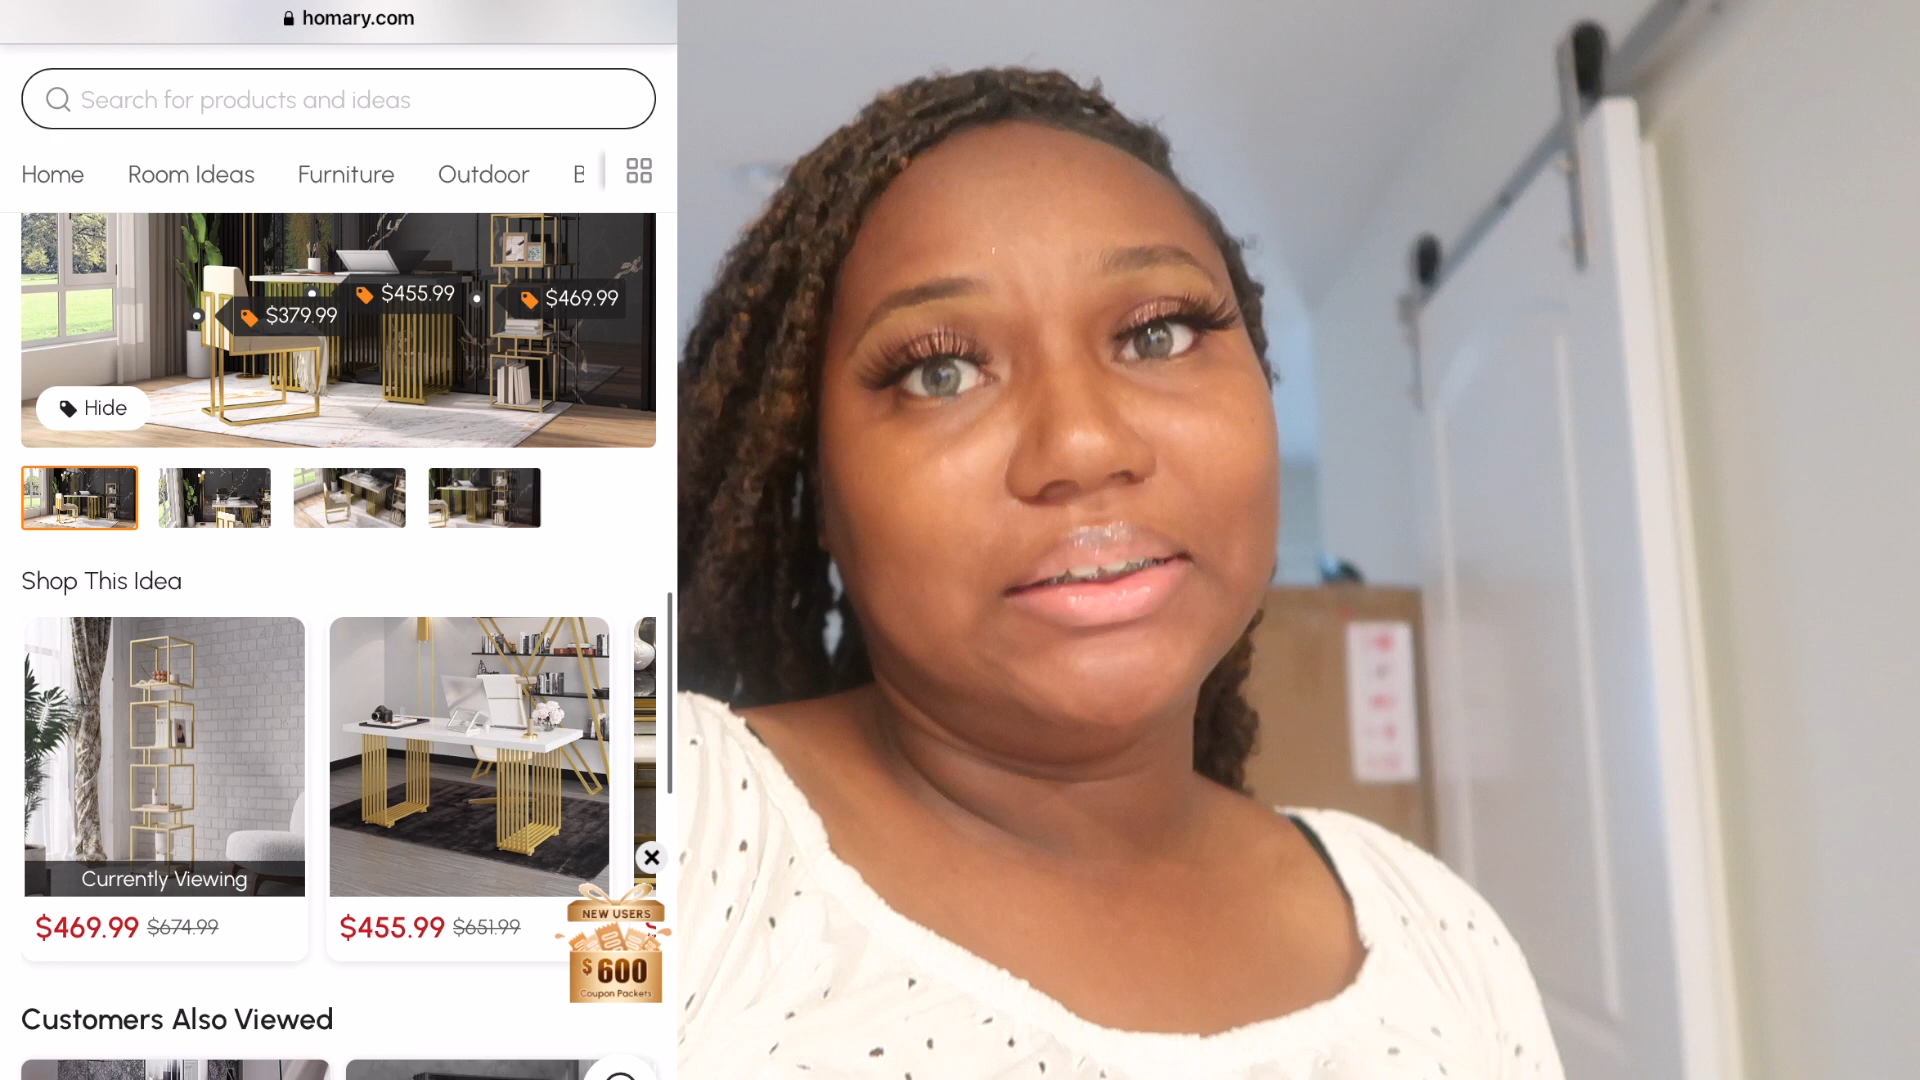 homary.com
Search for products and ideas
Home Room Ideas Furniture Outdoor B
$455.99
$469.99
$379.99
Hide
Shop This Idea
Currently Viewing
$469.99 $674.99
$455.99 $651.99
NEW USERS
$600
Coupon Packets
Customers Also Viewed